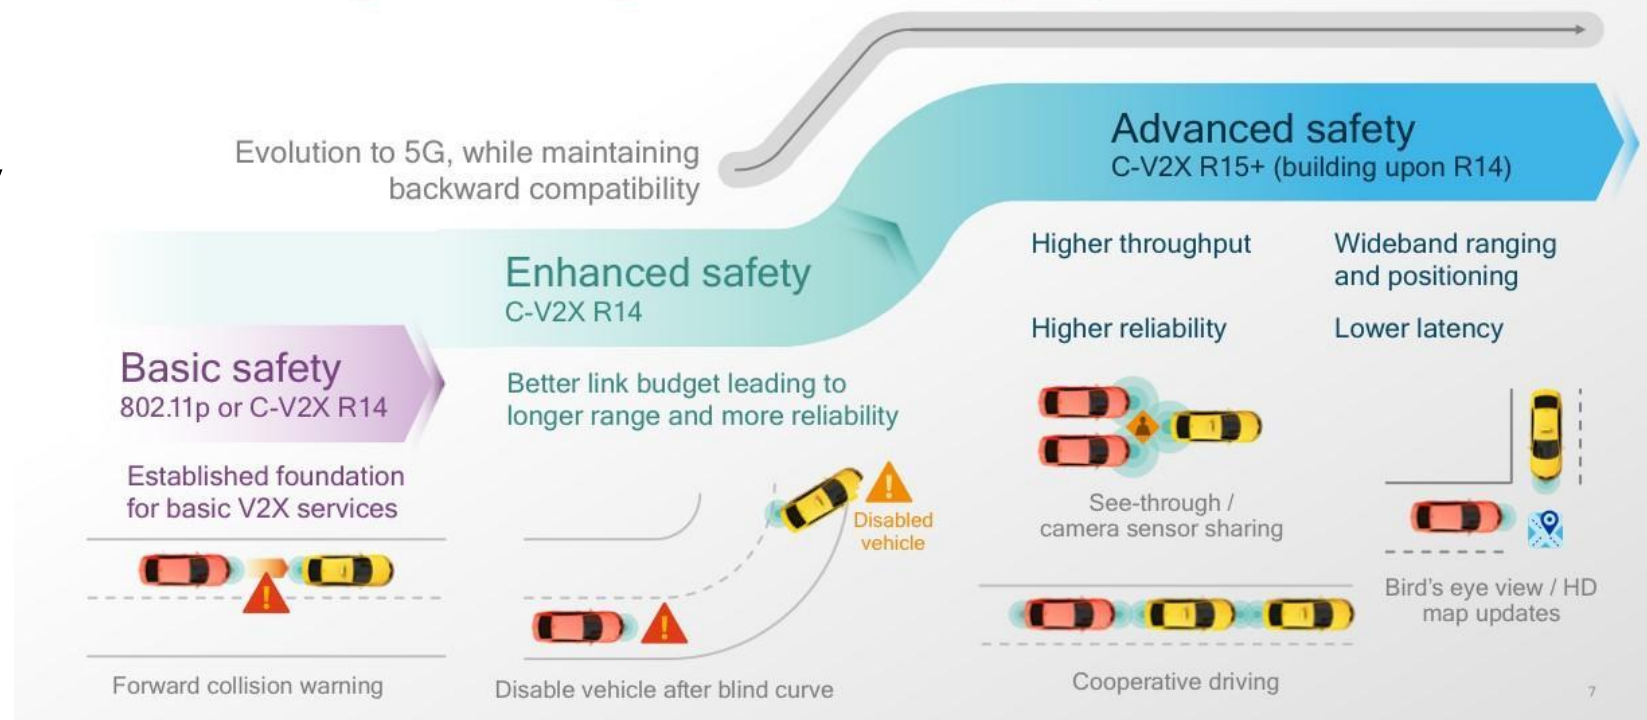 Evolution to 5G, while maintaining
backward compatibility
Advanced safety
C-V2X R15+ (building upon R14)
Enhanced safety
C-V2X R14
Basic safety
802.11p or C-V2X R14
Established foundation
for basic V2X services
Forward collision warning
Better link budget leading to
longer range and more reliability
Disabled
vehicle
Disable vehicle after blind curve
Higher throughput
Wideband ranging
and positioning
Higher reliability
Lower latency
See-through /
camera sensor sharing
Bird's eye view / HD
map updates
Cooperative driving
7